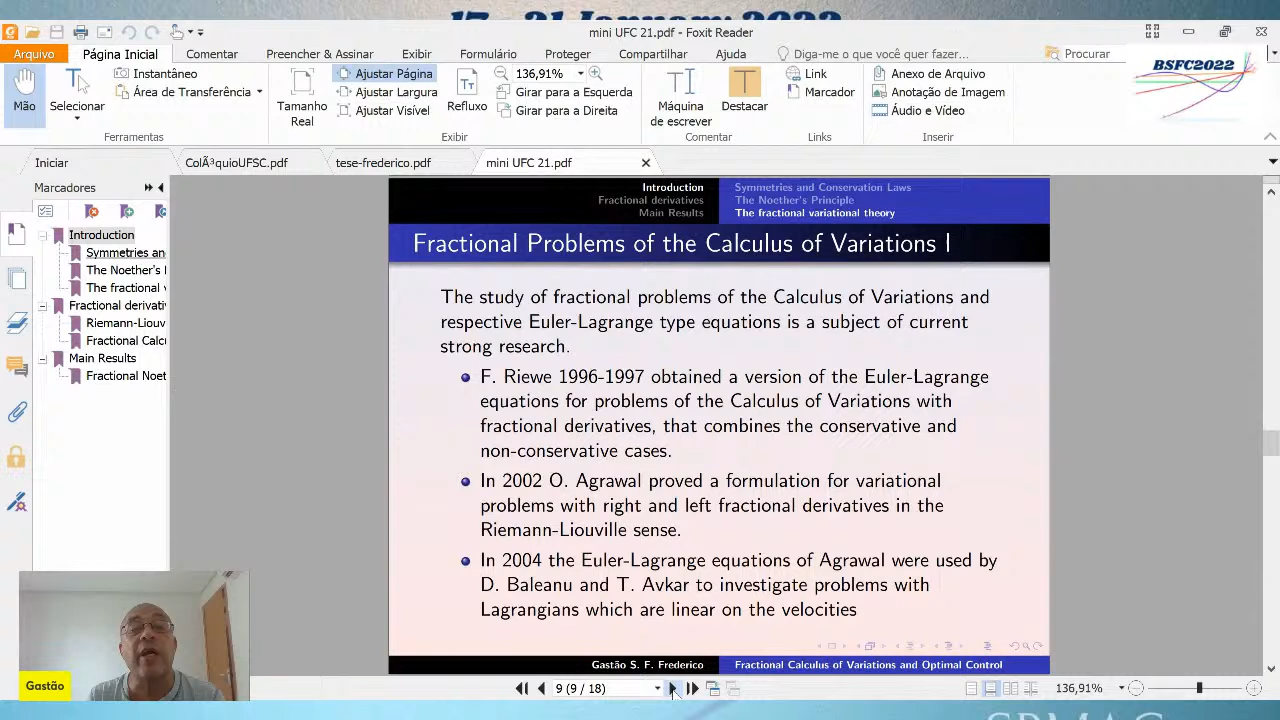 17 - 21 January 2022
mini UFC 21.pdf - Foxit Reader
BSFC2022
Arquivo
Página Inicial
Comentar
Preencher & Assinar
Exibir
Formulário
Proteger
Compartilhar
Ajuda
Diga-me o que você quer fazer...
Procurar
Mão
Selecionar
Instantâneo
Área de Transferência
Ferramentas
Tamanho
Real
Ajustar Página
Ajustar Largura
Ajustar Visível
Refluxo
136,91%
Girar para a Esquerda
Girar para a Direita
Exibir
Máquina
de escrever
Destacar
Comentar
Link
Marcador
Links
Anexo de Arquivo
Anotação de Imagem
Áudio e Vídeo
Inserir
Iniciar
ColÃ³quioUFSC.pdf
tese-frederico.pdf
mini UFC 21.pdf
Marcadores
Introduction
Symmetries an
The Noether's
The fractional v
Fractional derivati
Riemann-Liouv
Fractional Calcu
Main Results
Fractional Noet
Introduction
Fractional derivatives
Main Results
Symmetries and Conservation Laws
The Noether's Principle
The fractional variational theory
Fractional Problems of the Calculus of Variations I
The study of fractional problems of the Calculus of Variations and
respective Euler-Lagrange type equations is a subject of current
strong research.
F. Riewe 1996-1997 obtained a version of the Euler-Lagrange
equations for problems of the Calculus of Variations with
fractional derivatives, that combines the conservative and
non-conservative cases.
In 2002 O. Agrawal proved a formulation for variational
problems with right and left fractional derivatives in the
Riemann-Liouville sense.
In 2004 the Euler-Lagrange equations of Agrawal were used by
D. Baleanu and T. Avkar to investigate problems with
Lagrangians which are linear on the velocities
Gastão S. F. Frederico
Fractional Calculus of Variations and Optimal Control
Gastão
9 (9 / 18)
136,91%